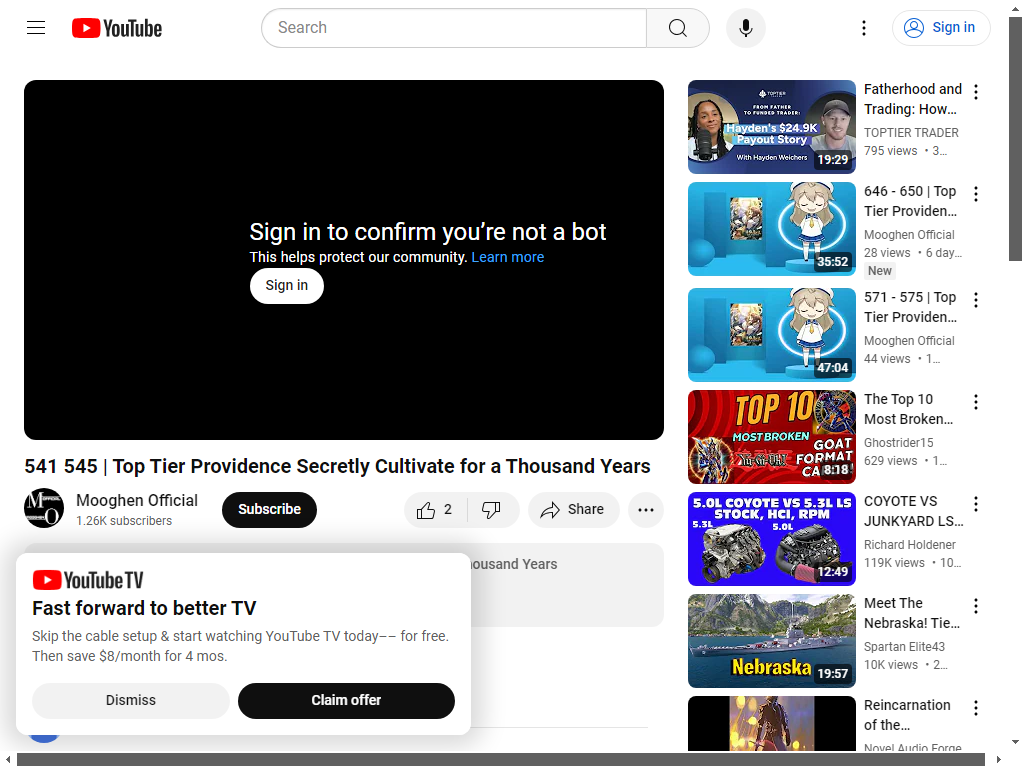 YouTube
Search
Sign in
Sign in to confirm you're not a bot
This helps protect our community. Learn more
Sign in
541 545 | Top Tier Providence Secretly Cultivate for a Thousand Years
Mooghen Official
1.26K subscribers
Subscribe
2
Share
housand Years
YouTube TV
Fast forward to better TV
Skip the cable setup & start watching YouTube TV today–– for free.
Then save $8/month for 4 mos.
Dismiss
Claim offer
TOPTIER
FROM FATHER
TO FUNDED TRADER:
Hayden's $24.9K
Payout Story
With Hayden Weichers
19:29
Fatherhood and
Trading: How...
TOPTIER TRADER
795 views • 3...
35:52
646 - 650 | Top
Tier Providen...
Mooghen Official
28 views • 6 day...
New
47:04
571 - 575 | Top
Tier Providen...
Mooghen Official
44 views • 1...
TOP 10
MOST BROKEN
Yu-Gi-Oh!
GOAT
FORMAT
8:18
The Top 10
Most Broken...
Ghostrider15
629 views • 1...
5.0L COYOTE VS 5.3L LS
STOCK, HCI, RPM
5.3L
5.0L
12:49
COYOTE VS
JUNKYARD LS...
Richard Holdener
119K views • 10...
Nebraska
19:57
Meet The
Nebraska! Tie...
Spartan Elite43
10K views • 2...
Reincarnation
of the...
Novel Audio Forge